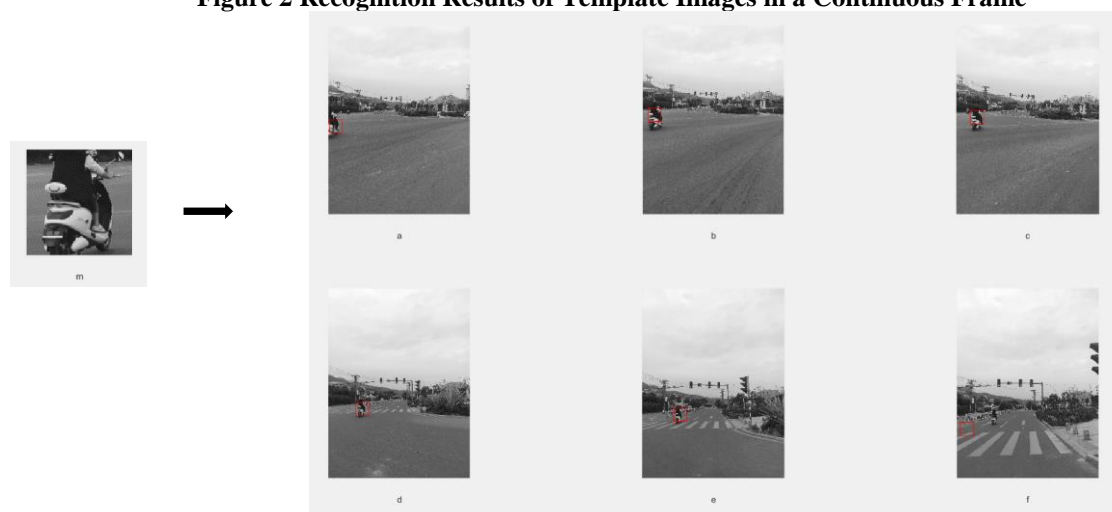 Figure 2 Recognition Results of Template Images in a Continuous Frame
a
b
c
m
d
e
f